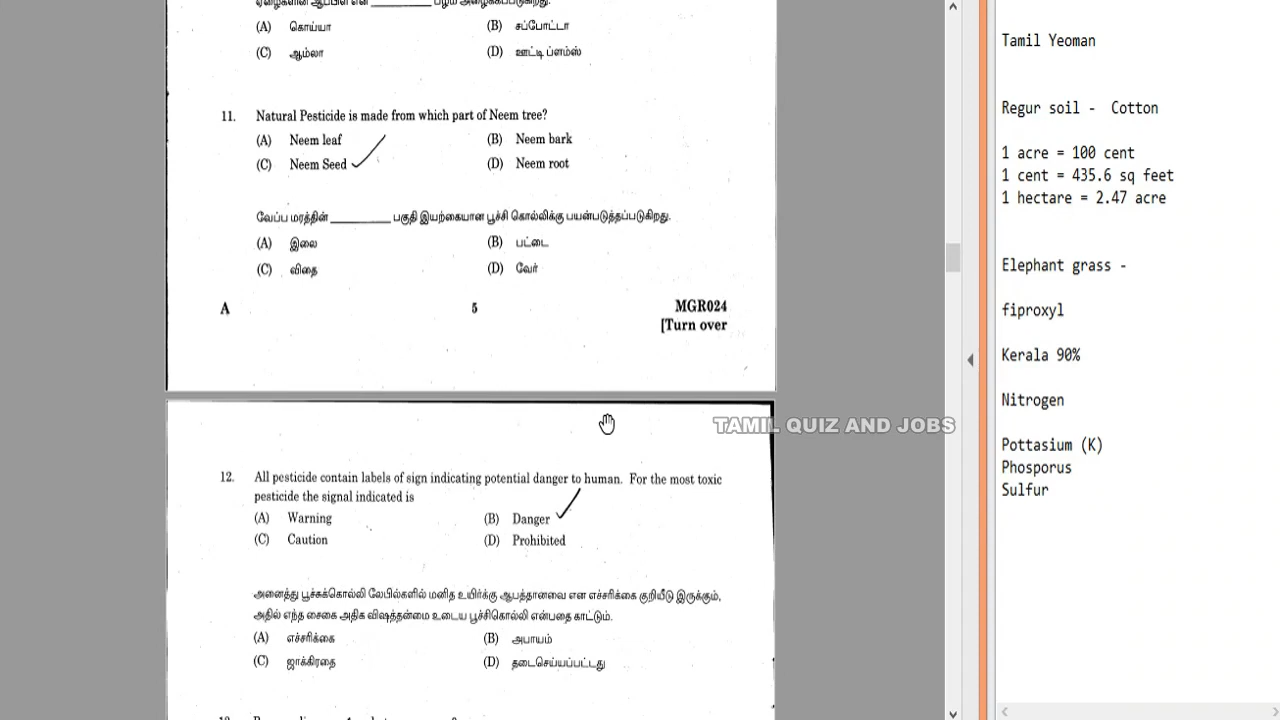 (A) கொய்யா (B) சப்போட்டா
(C) ஆம்லா (D) ஊட்டி ப்ளம்ஸ்
11. Natural Pesticide is made from which part of Neem tree?
(A) Neem leaf (B) Neem bark
(C) Neem Seed (D) Neem root
வேப்ப மரத்தின் __________ பகுதி இயற்கையான பூச்சி கொல்லிக்கு பயன்படுத்தப்படுகிறது.
(A) இலை (B) பட்டை
(C) விதை (D) வேர்
A 5 MGR024
[Turn over
12. All pesticide contain labels of sign indicating potential danger to human. For the most toxic
pesticide the signal indicated is
(A) Warning (B) Danger
(C) Caution (D) Prohibited
அனைத்து பூச்சுக்கொல்லி லேபில்களில் மனித உயிர்க்கு ஆபத்தானவை என எச்சரிக்கை குறியீடு இருக்கும்,
அதில் எந்த சைகை அதிக விஷத்தன்மை உடைய பூச்சிகொல்லி என்பதை காட்டும்.
(A) எச்சரிக்கை (B) அபாயம்
(C) ஜாக்கிரதை (D) தடைசெய்யப்பட்டது
TAMIL QUIZ AND JOBS
Tamil Yeoman
Regur soil - Cotton
1 acre = 100 cent
1 cent = 435.6 sq feet
1 hectare = 2.47 acre
Elephant grass -
fiproxyl
Kerala 90%
Nitrogen
Pottasium (K)
Phosporus
Sulfur